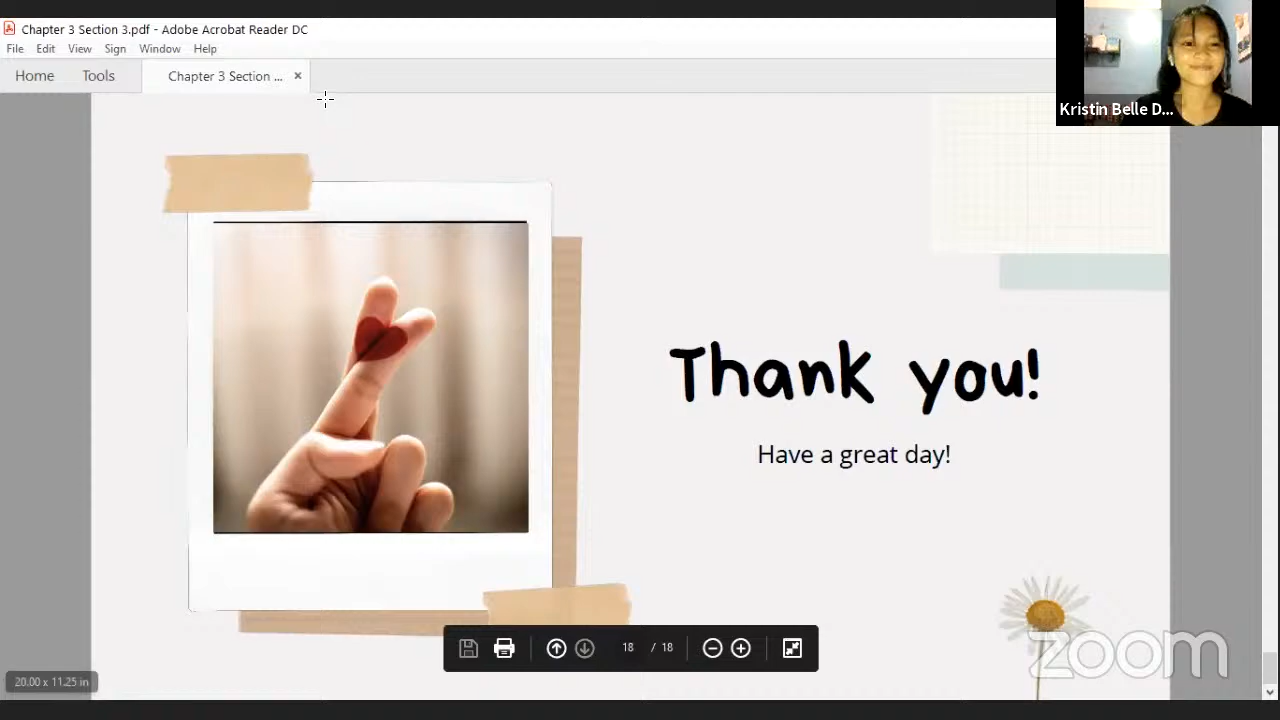 Chapter 3 Section 3.pdf - Adobe Acrobat Reader DC
File Edit View Sign Window Help
Home Tools Chapter 3 Section ... ×
Kristin Belle D...
Thank you!
Have a great day!
18 / 18
20.00 x 11.25 in
zoom